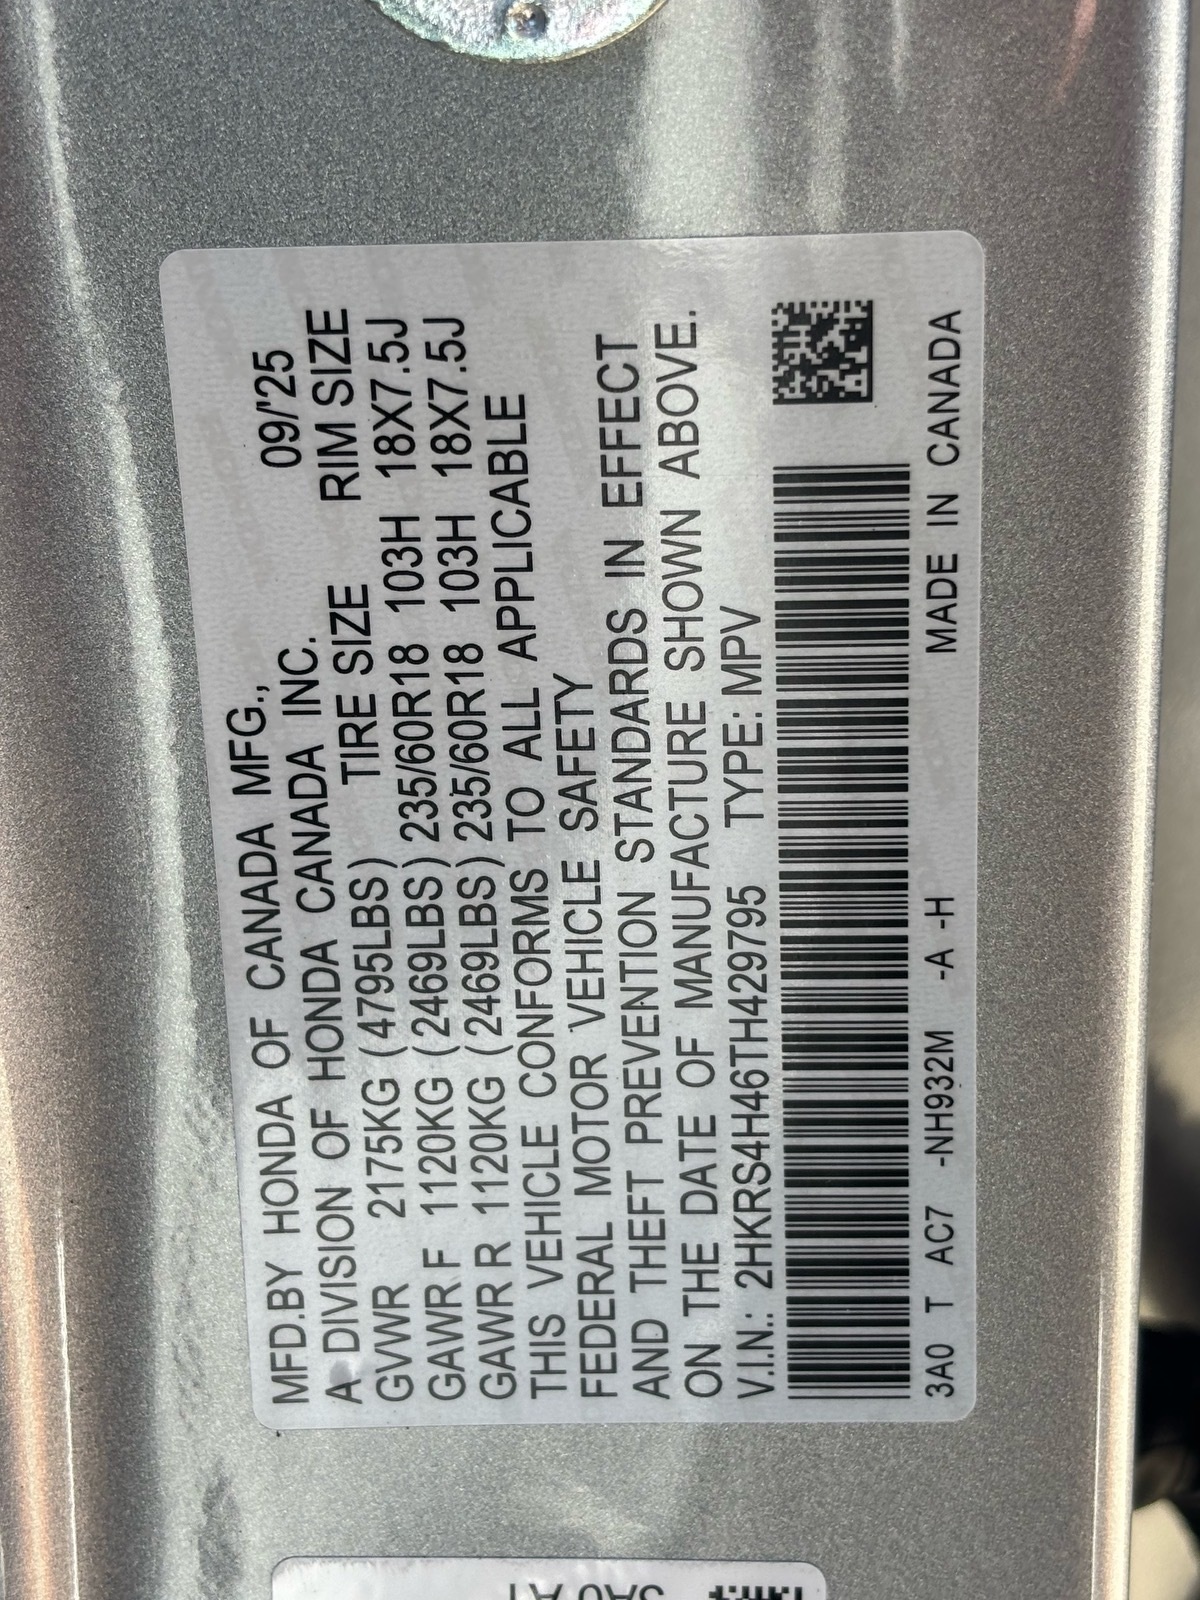 MFD.BY HONDA OF CANADA MFG., 09/'25
A DIVISION OF HONDA CANADA INC.
TIRE SIZE RIM SIZE
GVWR 2175KG (4795LBS)
GAWR F 1120KG (2469LBS) 235/60R18 103H 18X7.5J
GAWR R 1120KG (2469LBS) 235/60R18 103H 18X7.5J
THIS VEHICLE CONFORMS TO ALL APPLICABLE
FEDERAL MOTOR VEHICLE SAFETY
AND THEFT PREVENTION STANDARDS IN EFFECT
ON THE DATE OF MANUFACTURE SHOWN ABOVE.
V.I.N.: 2HKRS4H46TH429795 TYPE: MPV
3A0 T AC7 -NH932M -A -H MADE IN CANADA